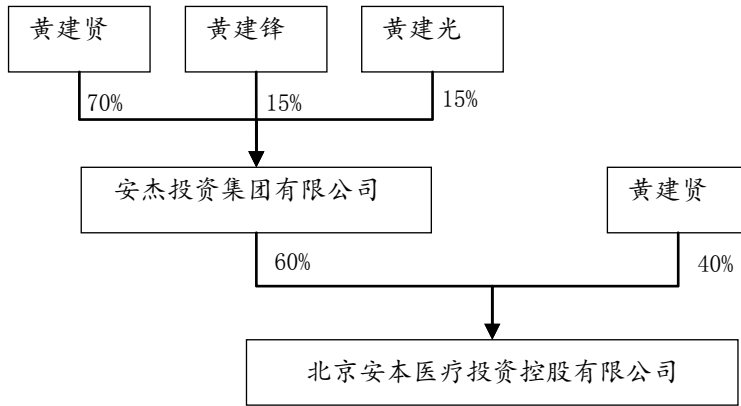 黄建贤
黄建锋
黄建光
70%
15%
15%
安杰投资集团有限公司
黄建贤
60%
40%
北京安本医疗投资控股有限公司